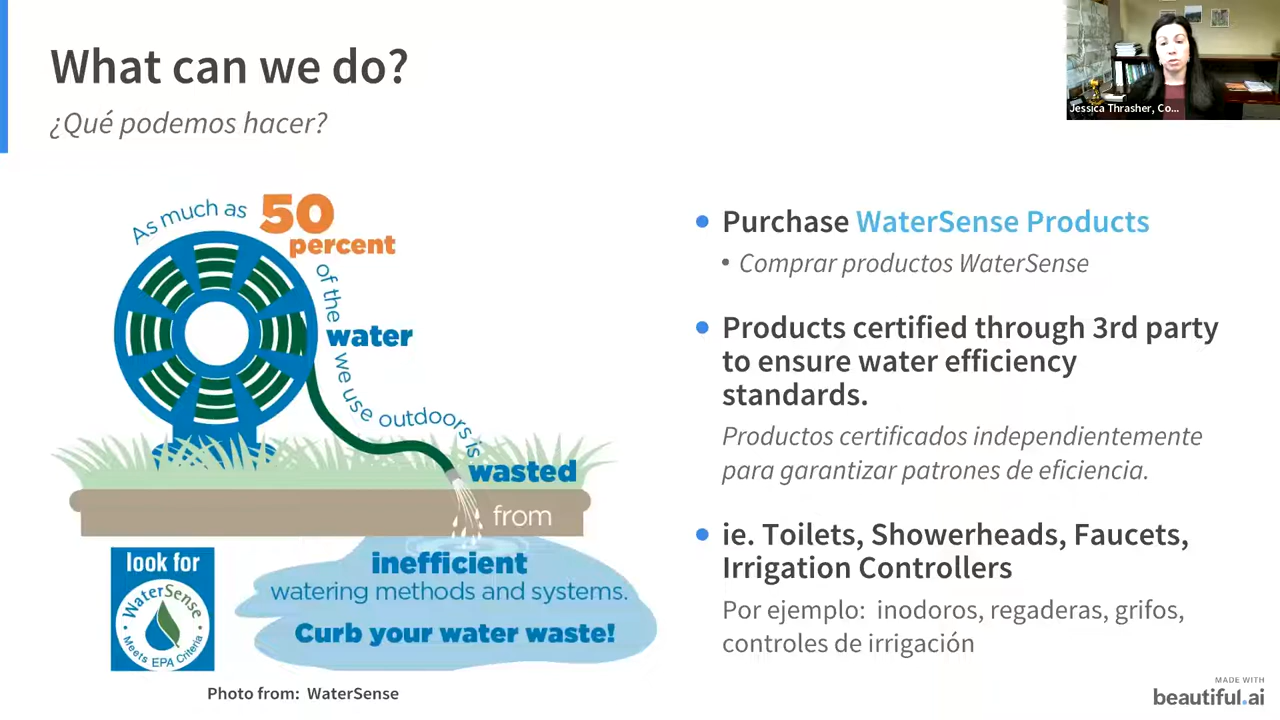 What can we do?
¿Qué podemos hacer?
Jessica Thrasher, Co...
As much as
50
percent
of the
water
we use outdoors is
wasted
from
inefficient
watering methods and systems.
Curb your water waste!
look for
WaterSense
Meets EPA Criteria
Photo from: WaterSense
Purchase WaterSense Products
Comprar productos WaterSense
Products certified through 3rd party
to ensure water efficiency
standards.
Productos certificados independientemente
para garantizar patrones de eficiencia.
ie. Toilets, Showerheads, Faucets,
Irrigation Controllers
Por ejemplo: inodoros, regaderas, grifos,
controles de irrigación
MADE WITH
beautiful.ai